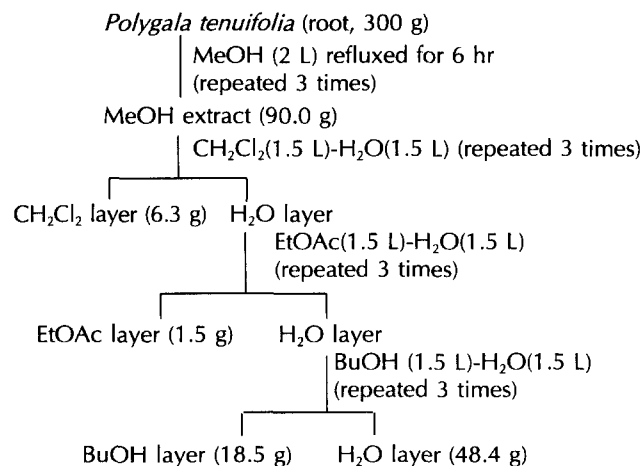 Polygala tenuifolia (root, 300 g)
MeOH (2 L) refluxed for 6 hr
(repeated 3 times)
MeOH extract (90.0 g)
CH₂Cl₂(1.5 L)-H₂O(1.5 L) (repeated 3 times)
CH₂Cl₂ layer (6.3 g) H₂O layer
EtOAc(1.5 L)-H₂O(1.5 L)
(repeated 3 times)
EtOAc layer (1.5 g) H₂O layer
BuOH (1.5 L)-H₂O(1.5 L)
(repeated 3 times)
BuOH layer (18.5 g) H₂O layer (48.4 g)